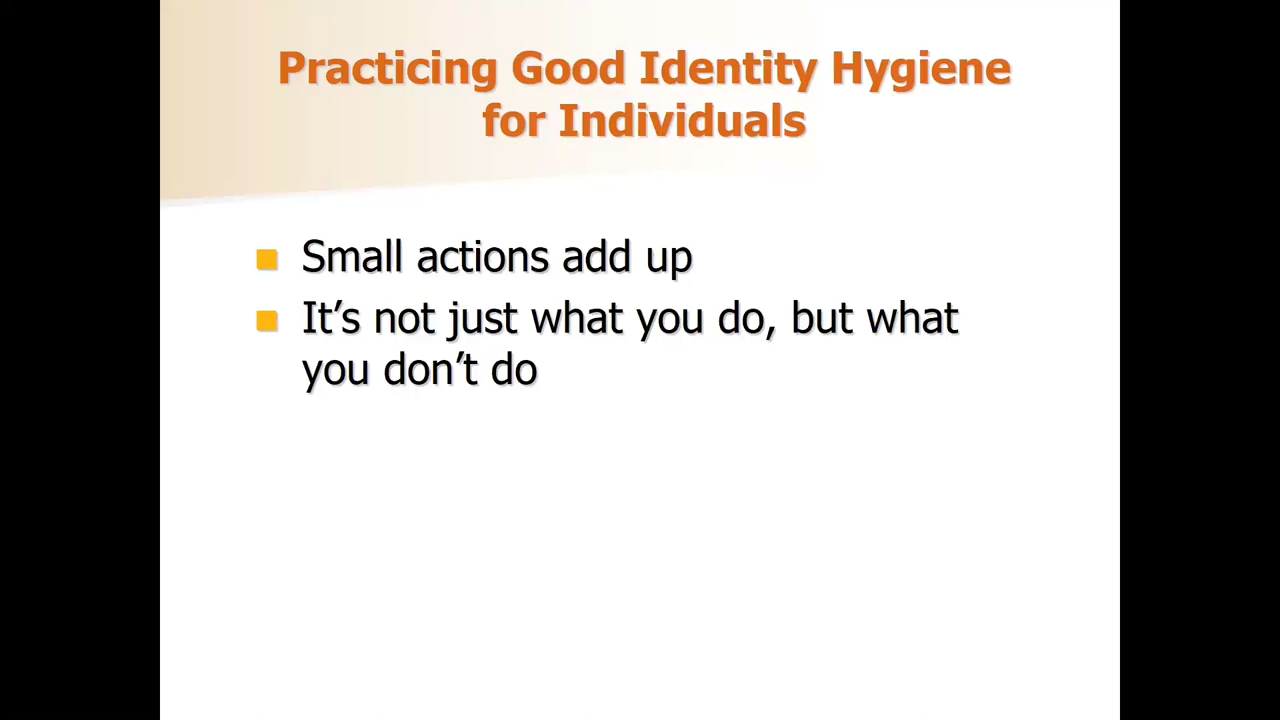 Practicing Good Identity Hygiene
for Individuals
Small actions add up
It’s not just what you do, but what
you don’t do